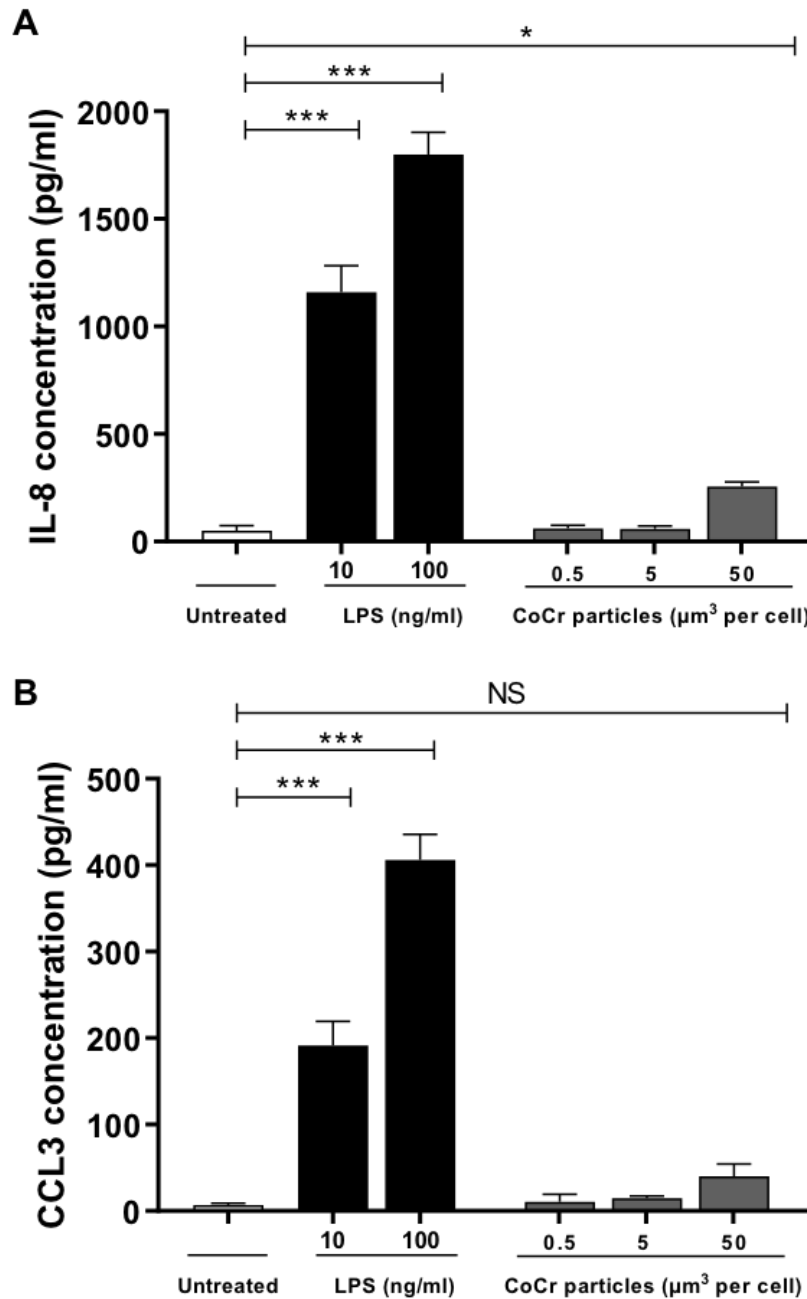 A
*
***
***
IL-8 concentration (pg/ml)
2000
1500
1000
500
0
10 100 0.5 5 50
Untreated LPS (ng/ml) CoCr particles (µm³ per cell)
B
NS
***
***
CCL3 concentration (pg/ml)
500
400
300
200
100
0
10 100 0.5 5 50
Untreated LPS (ng/ml) CoCr particles (µm³ per cell)